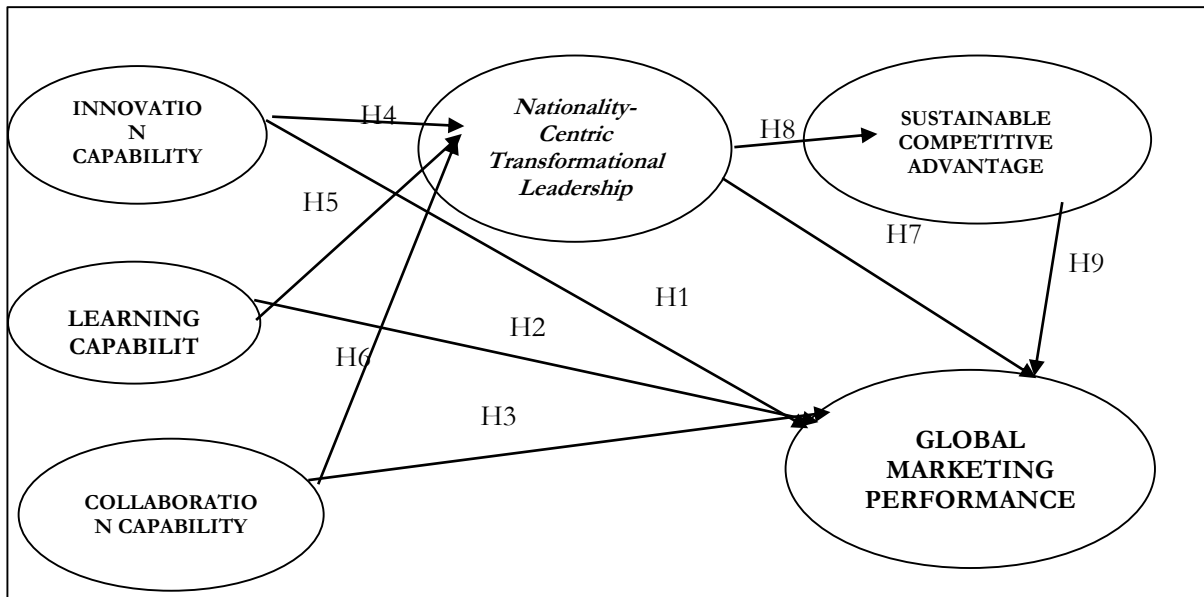 INNOVATIO
N
CAPABILITY
H4
Nationality-
Centric
Transformational
Leadership
H8
SUSTAINABLE
COMPETITIVE
ADVANTAGE
H5
H7
H9
H1
LEARNING
CAPABILIT
H2
H6
H3
COLLABORATIO
N CAPABILITY
GLOBAL
MARKETING
PERFORMANCE